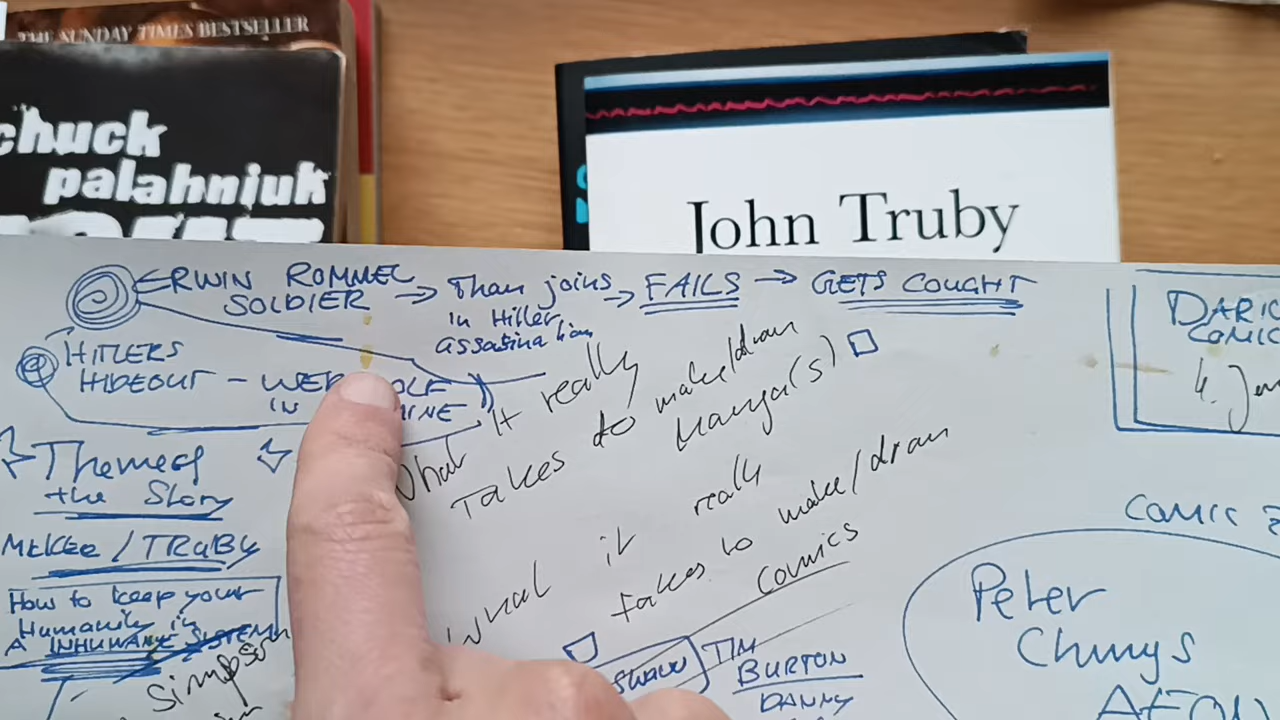 THE SUNDAY TIMES BESTSELLER
chuck
palahniuk
John Truby
ERWIN ROMMEL
SOLDIER → Than joins → FAILS → GETS COUGHT
in Hitler
assasination
HITLERS
HIDEOUT -
IN
Theme of
the Story
McKee / TRUBY
How to keep your
Humanity in
A INHUMANE SYSTEM
Simpson
What it really
takes to make/draw
Manga(s)
What it really
takes to make/draw
Comics
TIM
BURTON
DANNY
COMIC
4.
Comic
Peter
Chungs